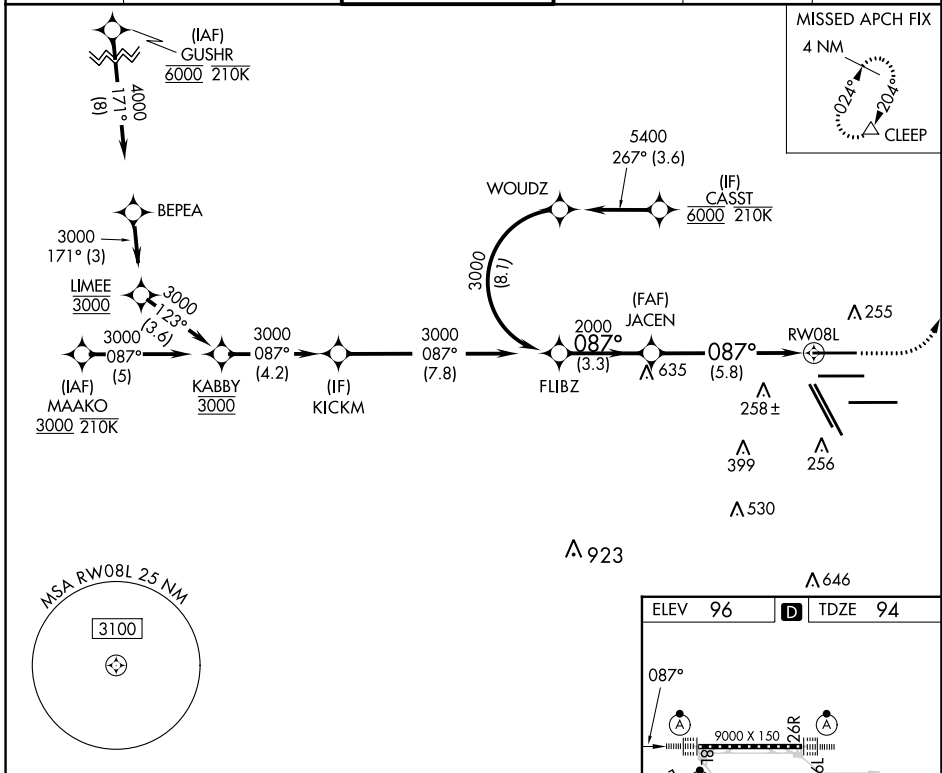 (IAF)
GUSHR
6000 210K
4000
171°
(8)
MISSED APCH FIX
4 NM
024°
204°
CLEEP
5400
267° (3.6)
WOUDZ
(IF)
CASST
6000 210K
BEPEA
3000
171° (3)
LIMEE
3000
3000
123°
(3.6)
3000
(8.1)
(FAF)
JACEN
255
3000
087°
(5)
3000
087°
(4.2)
3000
087°
(7.8)
2000
087°
(3.3)
087°
(5.8)
RW08L
(IAF)
MAAKO
3000 210K
KABBY
3000
(IF)
KICKM
FLIBZ
635
258 ±
399
256
530
923
646
MSA RW08L 25 NM
3100
ELEV 96 D TDZE 94
087°
A
A
9000 X 150
26R
18L